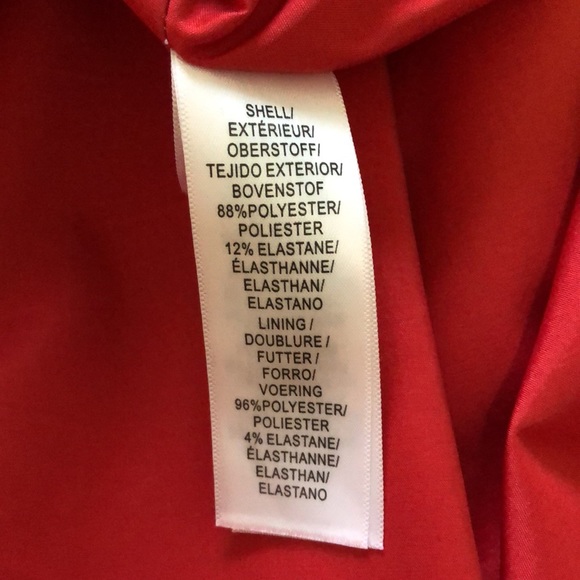 SHELL/
EXTÉRIEUR/
OBERSTOFF/
TEJIDO EXTERIOR/
BOVENSTOF
88%POLYESTER/
POLIESTER
12% ELASTANE/
ÉLASTHANNE/
ELASTHAN/
ELASTANO
LINING /
DOUBLURE /
FUTTER /
FORRO/
VOERING
96%POLYESTER/
POLIESTER
4% ELASTANE/
ÉLASTHANNE/
ELASTHAN/
ELASTANO